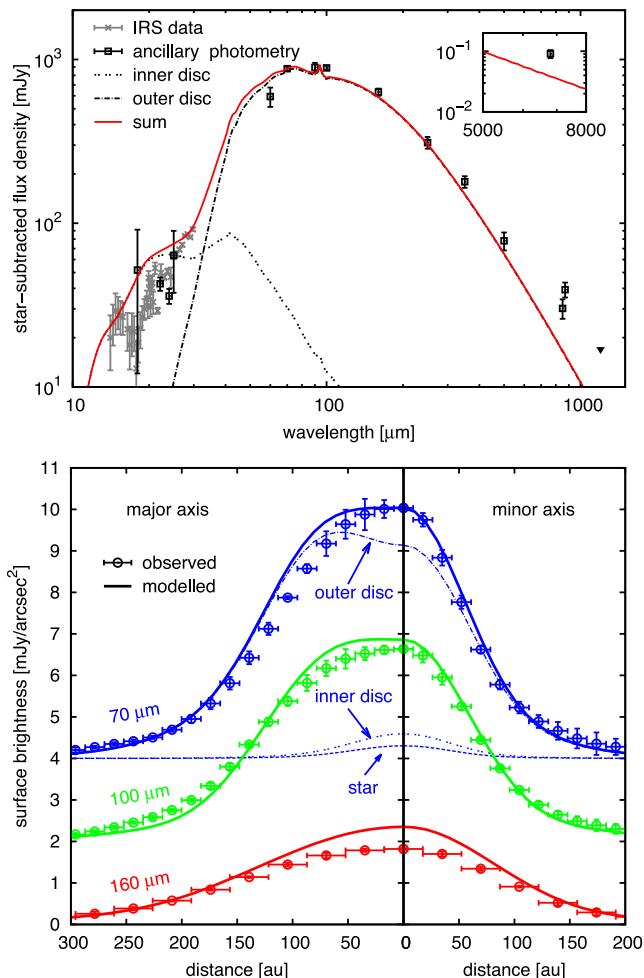 star−subtracted flux density [mJy]
10³
10²
10¹
IRS data
ancillary photometry
inner disc
outer disc
sum
10⁻¹
10⁻²
5000 8000
10 100 1000
wavelength [μm]
surface brightness [mJy/arcsec²]
11
10
9
8
7
6
5
4
3
2
1
0
major axis
minor axis
observed
modelled
outer disc
inner disc
star
70 μm
100 μm
160 μm
300 250 200 150 100 50 0 50 100 150 200
distance [au] distance [au]